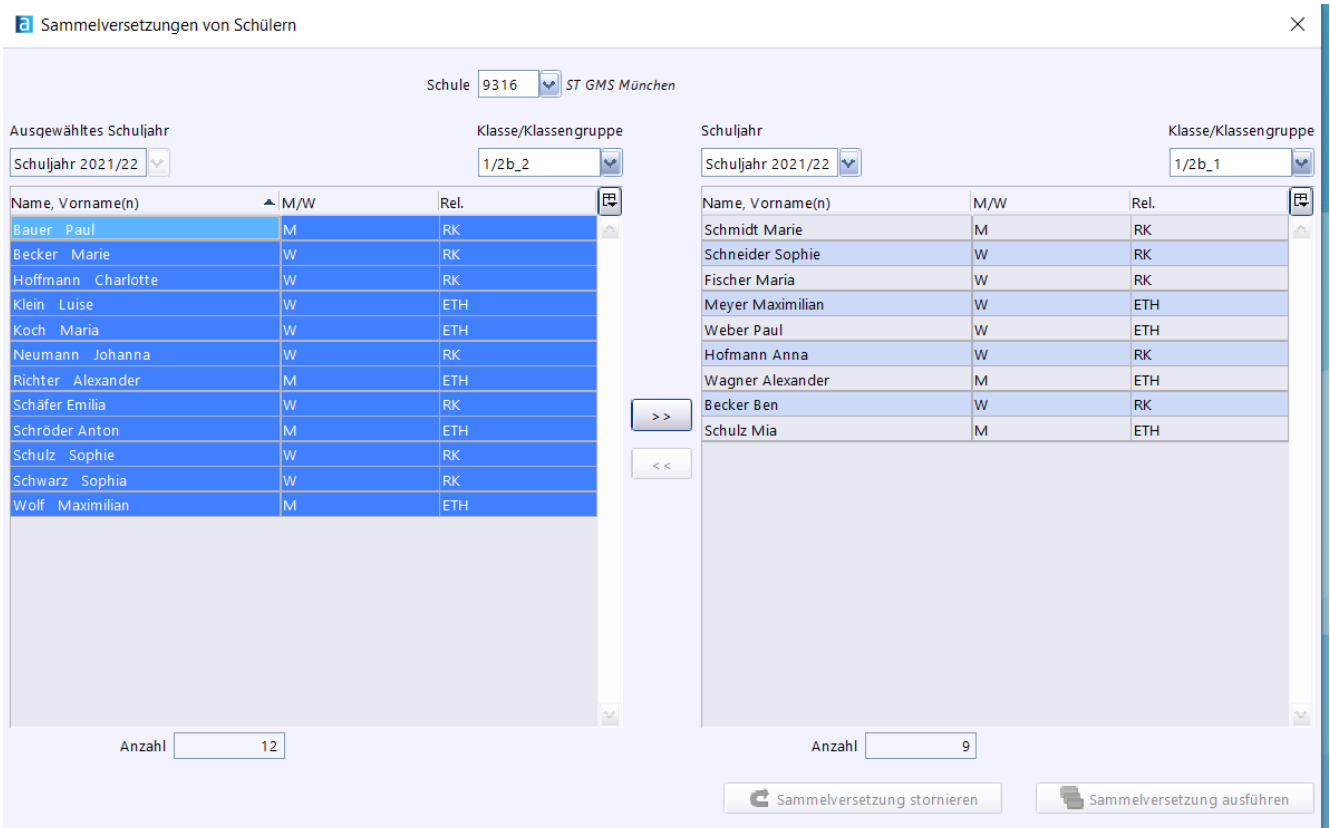 a Sammelversetzungen von Schülern
Schule 9316 ST GMS München
Ausgewähltes Schuljahr Klasse/Klassengruppe
Schuljahr 2021/22 1/2b_2
Name, Vorname(n) M/W Rel.
Bauer Paul M RK
Becker Marie W RK
Hoffmann Charlotte W RK
Klein Luise W ETH
Koch Maria W ETH
Neumann Johanna W RK
Richter Alexander M ETH
Schäfer Emilia W RK
Schröder Anton M ETH
Schulz Sophie W RK
Schwarz Sophia W RK
Wolf Maximilian M ETH
Anzahl 12
>>
<<
Schuljahr Klasse/Klassengruppe
Schuljahr 2021/22 1/2b_1
Name, Vorname(n) M/W Rel.
Schmidt Marie M RK
Schneider Sophie W RK
Fischer Maria W RK
Meyer Maximilian W ETH
Weber Paul W ETH
Hofmann Anna W RK
Wagner Alexander M ETH
Becker Ben W RK
Schulz Mia M ETH
Anzahl 9
Sammelversetzung stornieren Sammelversetzung ausführen